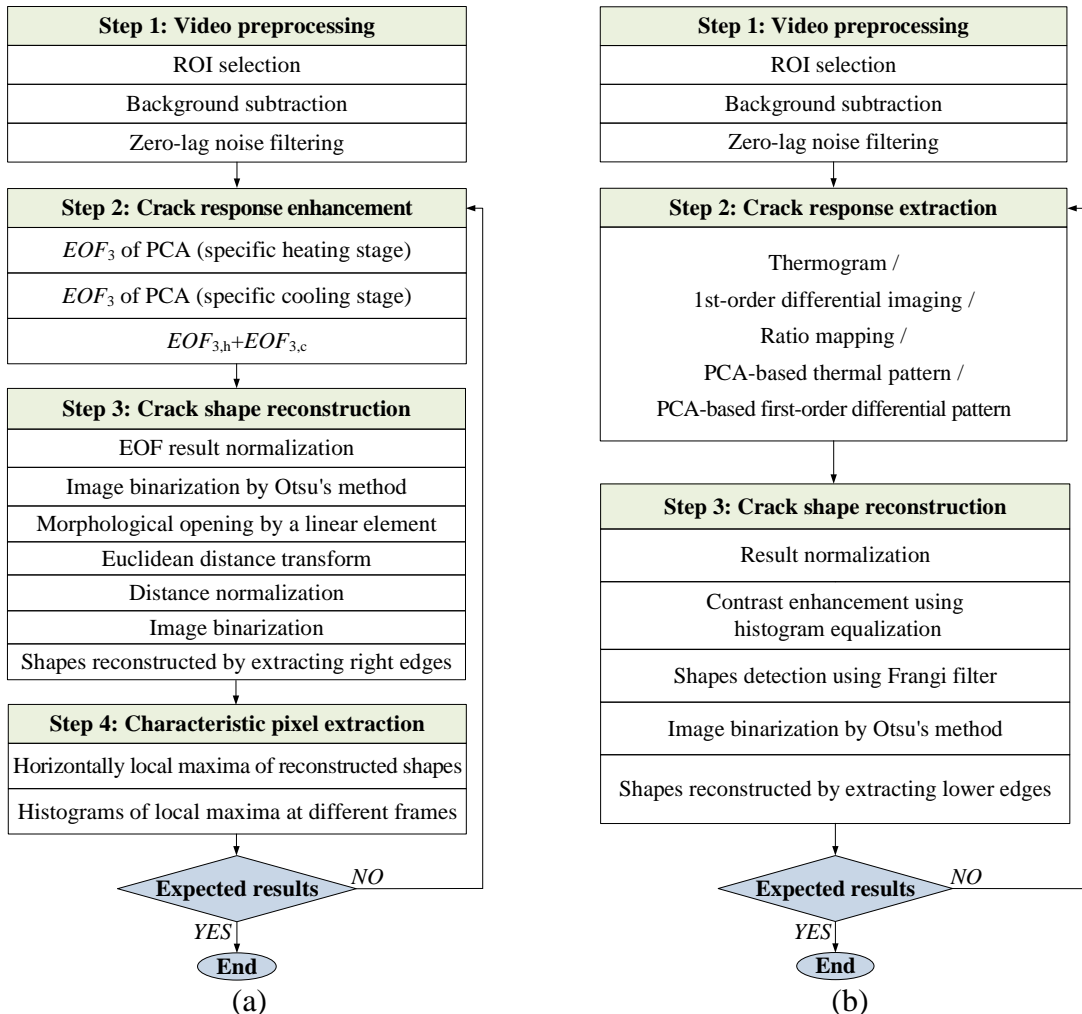 Step 1: Video preprocessing
ROI selection
Background subtraction
Zero-lag noise filtering
Step 2: Crack response enhancement
EOF3 of PCA (specific heating stage)
EOF3 of PCA (specific cooling stage)
EOF3,h+EOF3,c
Step 3: Crack shape reconstruction
EOF result normalization
Image binarization by Otsu's method
Morphological opening by a linear element
Euclidean distance transform
Distance normalization
Image binarization
Shapes reconstructed by extracting right edges
Step 4: Characteristic pixel extraction
Horizontally local maxima of reconstructed shapes
Histograms of local maxima at different frames
Expected results
NO
YES
End
(a)
Step 1: Video preprocessing
ROI selection
Background subtraction
Zero-lag noise filtering
Step 2: Crack response extraction
Thermogram /
1st-order differential imaging /
Ratio mapping /
PCA-based thermal pattern /
PCA-based first-order differential pattern
Step 3: Crack shape reconstruction
Result normalization
Contrast enhancement using
histogram equalization
Shapes detection using Frangi filter
Image binarization by Otsu's method
Shapes reconstructed by extracting lower edges
Expected results
NO
YES
End
(b)